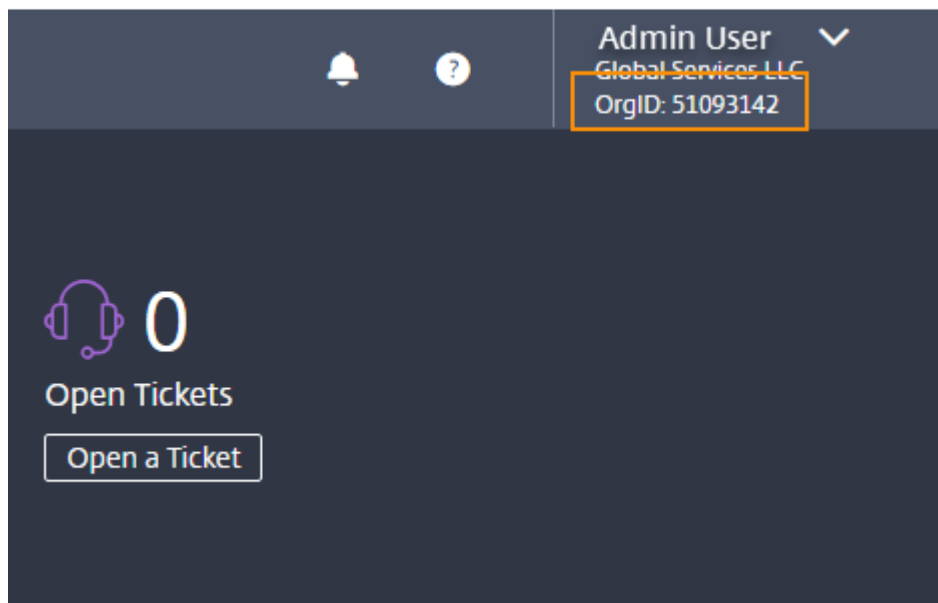 Admin User
Global Services LLC
OrgID: 51093142
?
0
Open Tickets
Open a Ticket